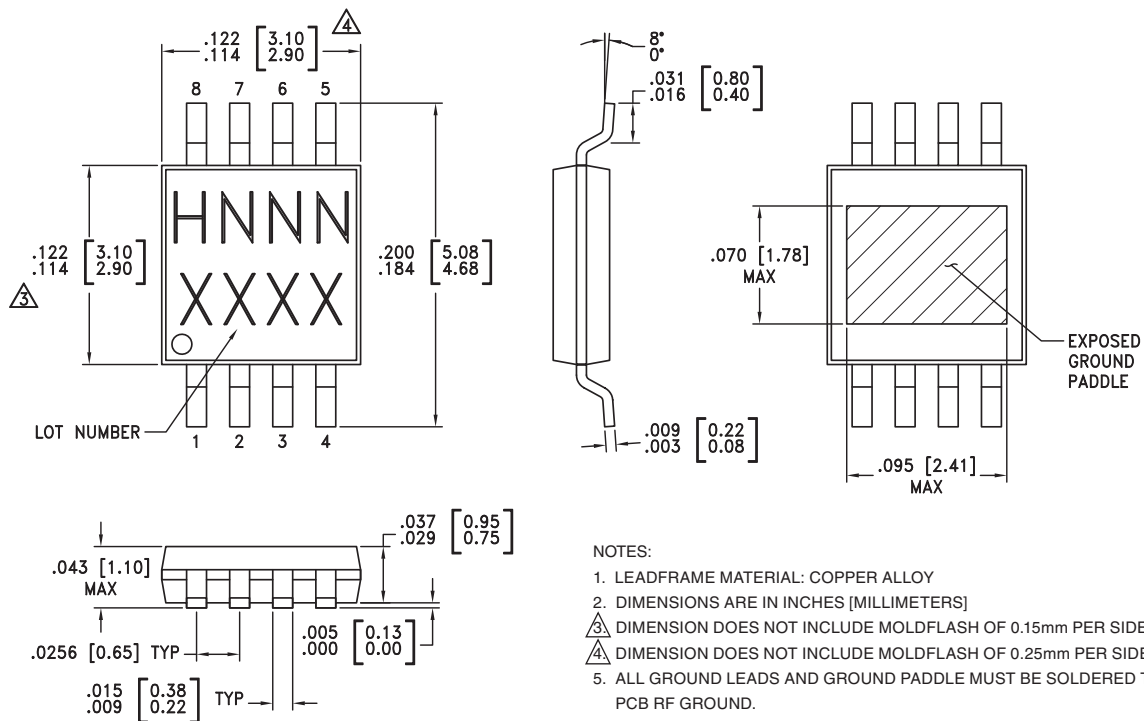 .122 [3.10]
.114 [2.90]
4
8 7 6 5
8°
0°
.031 [0.80]
.016 [0.40]
HNNN
XXXX
.122 [3.10]
.114 [2.90]
3
.200 [5.08]
.184 [4.68]
.070 [1.78]
MAX
EXPOSED
GROUND
PADDLE
LOT NUMBER
1 2 3 4
.009 [0.22]
.003 [0.08]
.095 [2.41]
MAX
.037 [0.95]
.029 [0.75]
.043 [1.10]
MAX
.005 [0.13]
.000 [0.00]
.0256 [0.65] TYP
.015 [0.38]
.009 [0.22]
TYP
NOTES:
1. LEADFRAME MATERIAL: COPPER ALLOY
2. DIMENSIONS ARE IN INCHES [MILLIMETERS]
3. DIMENSION DOES NOT INCLUDE MOLDFLASH OF 0.15mm PER SIDE
4. DIMENSION DOES NOT INCLUDE MOLDFLASH OF 0.25mm PER SIDE
5. ALL GROUND LEADS AND GROUND PADDLE MUST BE SOLDERED
PCB RF GROUND.